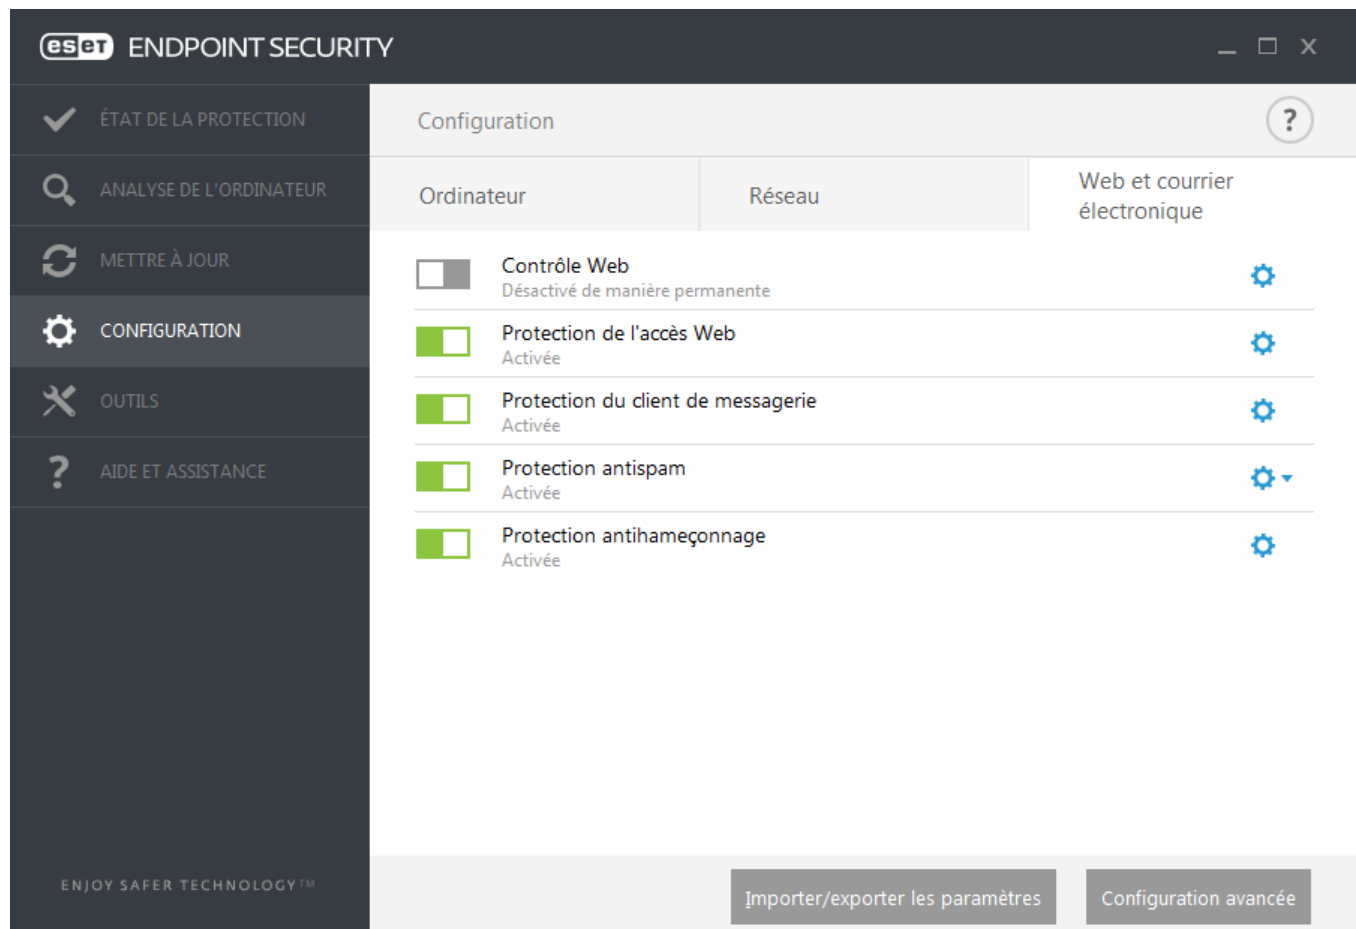 eset ENDPOINT SECURITY
ÉTAT DE LA PROTECTION
ANALYSE DE L'ORDINATEUR
METTRE À JOUR
CONFIGURATION
OUTILS
AIDE ET ASSISTANCE
ENJOY SAFER TECHNOLOGY™
Configuration
?
Ordinateur
Réseau
Web et courrier
électronique
Contrôle Web
Désactivé de manière permanente
Protection de l'accès Web
Activée
Protection du client de messagerie
Activée
Protection antispam
Activée
Protection antihameçonnage
Activée
Importer/exporter les paramètres
Configuration avancée